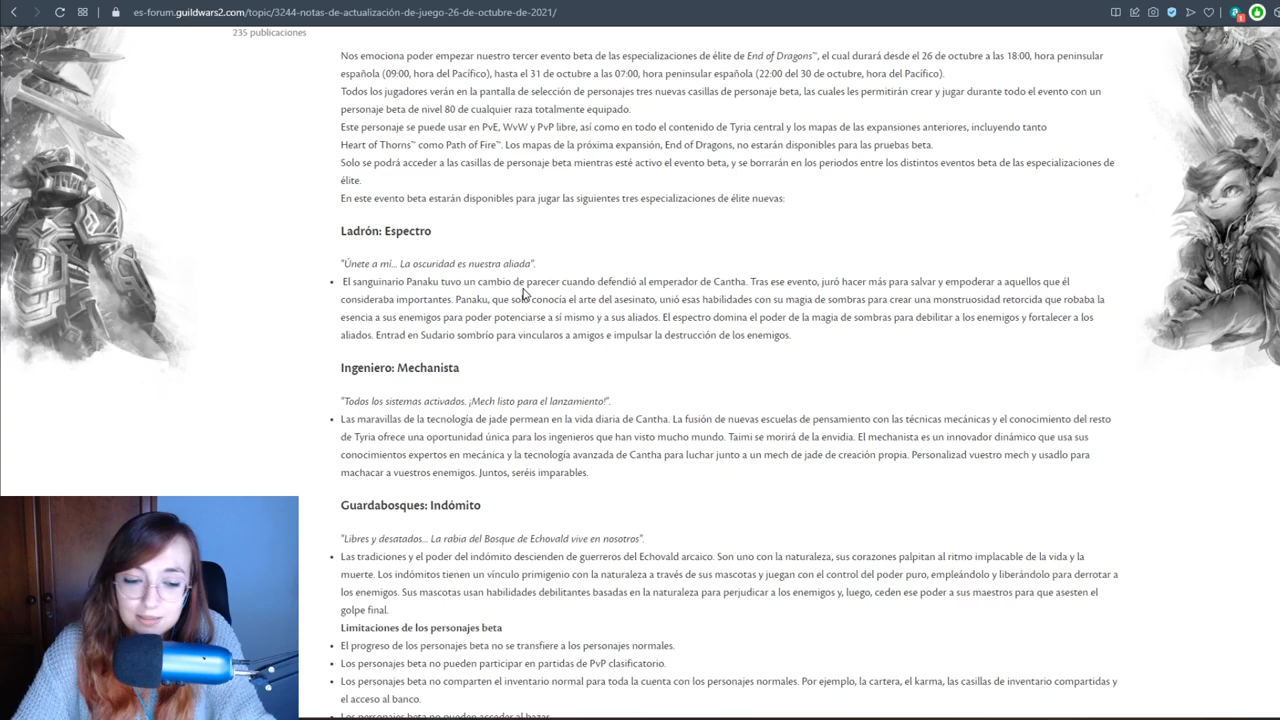 es-forum.guildwars2.com/topic/3244-notas-de-actualización-de-juego-26-de-octubre-de-2021/
235 publicaciones
Nos emociona poder empezar nuestro tercer evento beta de las especializaciones de élite de End of Dragons™, el cual durará desde el 26 de octubre a las 18:00, hora peninsular
española (09:00, hora del Pacífico), hasta el 31 de octubre a las 07:00, hora peninsular española (22:00 del 30 de octubre, hora del Pacífico).
Todos los jugadores verán en la pantalla de selección de personajes tres nuevas casillas de personaje beta, las cuales les permitirán crear y jugar durante todo el evento con un
personaje beta de nivel 80 de cualquier raza totalmente equipado.
Este personaje se puede usar en PvE, WvW y PvP libre, así como en todo el contenido de Tyria central y los mapas de las expansiones anteriores, incluyendo tanto
Heart of Thorns™ como Path of Fire™. Los mapas de la próxima expansión, End of Dragons, no estarán disponibles para las pruebas beta.
Solo se podrá acceder a las casillas de personaje beta mientras esté activo el evento beta, y se borrarán en los periodos entre los distintos eventos beta de las especializaciones de
élite.
En este evento beta estarán disponibles para jugar las siguientes tres especializaciones de élite nuevas:
Ladrón: Espectro
"Únete a mí... La oscuridad es nuestra aliada".
• El sanguinario Panaku tuvo un cambio de parecer cuando defendió al emperador de Cantha. Tras ese evento, juró hacer más para salvar y empoderar a aquellos que él
consideraba importantes. Panaku, que solo conocía el arte del asesinato, unió esas habilidades con su magia de sombras para crear una monstruosidad retorcida que robaba la
esencia a sus enemigos para poder potenciarse a sí mismo y a sus aliados. El espectro domina el poder de la magia de sombras para debilitar a los enemigos y fortalecer a los
aliados. Entrad en Sudario sombrío para vincularos a amigos e impulsar la destrucción de los enemigos.
Ingeniero: Mechanista
"Todos los sistemas activados. ¡Mech listo para el lanzamiento!".
• Las maravillas de la tecnología de jade permean en la vida diaria de Cantha. La fusión de nuevas escuelas de pensamiento con las técnicas mecánicas y el conocimiento del resto
de Tyria ofrece una oportunidad única para los ingenieros que han visto mucho mundo. Taimi se morirá de la envidia. El mechanista es un innovador dinámico que usa sus
conocimientos expertos en mecánica y la tecnología avanzada de Cantha para luchar junto a un mech de jade de creación propia. Personalizad vuestro mech y usadlo para
machacar a vuestros enemigos. Juntos, seréis imparables.
Guardabosques: Indómito
"Libres y desatados... La rabia del Bosque de Echovald vive en nosotros".
• Las tradiciones y el poder del indómito descienden de guerreros del Echovald arcaico. Son uno con la naturaleza, sus corazones palpitan al ritmo implacable de la vida y la
muerte. Los indómitos tienen un vínculo primigenio con la naturaleza a través de sus mascotas y juegan con el control del poder puro, empleándolo y liberándolo para derrotar a
los enemigos. Sus mascotas usan habilidades debilitantes basadas en la naturaleza para perjudicar a los enemigos y, luego, ceden ese poder a sus maestros para que asesten el
golpe final.
Limitaciones de los personajes beta
• El progreso de los personajes beta no se transfiere a los personajes normales.
• Los personajes beta no pueden participar en partidas de PvP clasificatorio.
• Los personajes beta no comparten el inventario normal para toda la cuenta con los personajes normales. Por ejemplo, la cartera, el karma, las casillas de inventario compartidas y
el acceso al banco.
• Los personajes beta no pueden acceder al bazar.